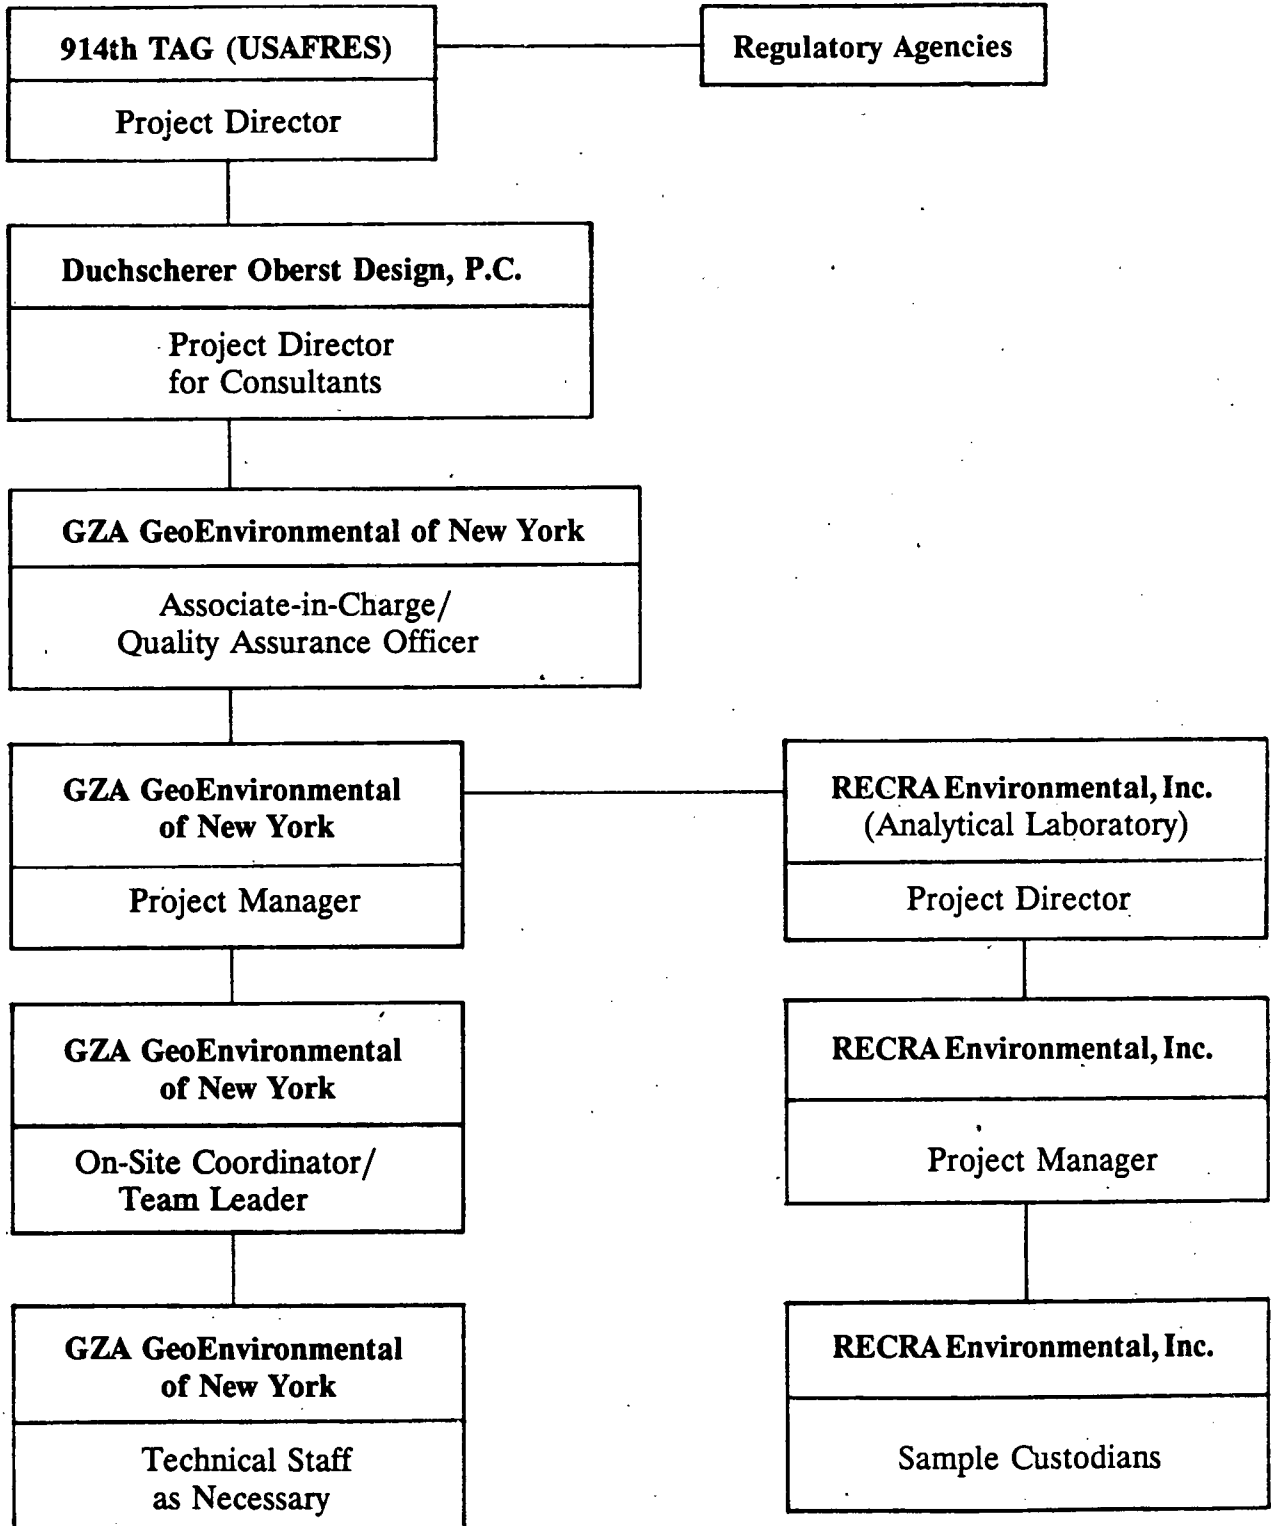 914th TAG (USAFRES)
Project Director
Regulatory Agencies
Duchscherer Oberst Design, P.C.
Project Director
for Consultants
GZA GeoEnvironmental of New York
Associate-in-Charge/
Quality Assurance Officer
GZA GeoEnvironmental
of New York
Project Manager
RECRA Environmental, Inc.
(Analytical Laboratory)
Project Director
GZA GeoEnvironmental
of New York
On-Site Coordinator/
Team Leader
RECRA Environmental, Inc.
Project Manager
GZA GeoEnvironmental
of New York
Technical Staff
as Necessary
RECRA Environmental, Inc.
Sample Custodians